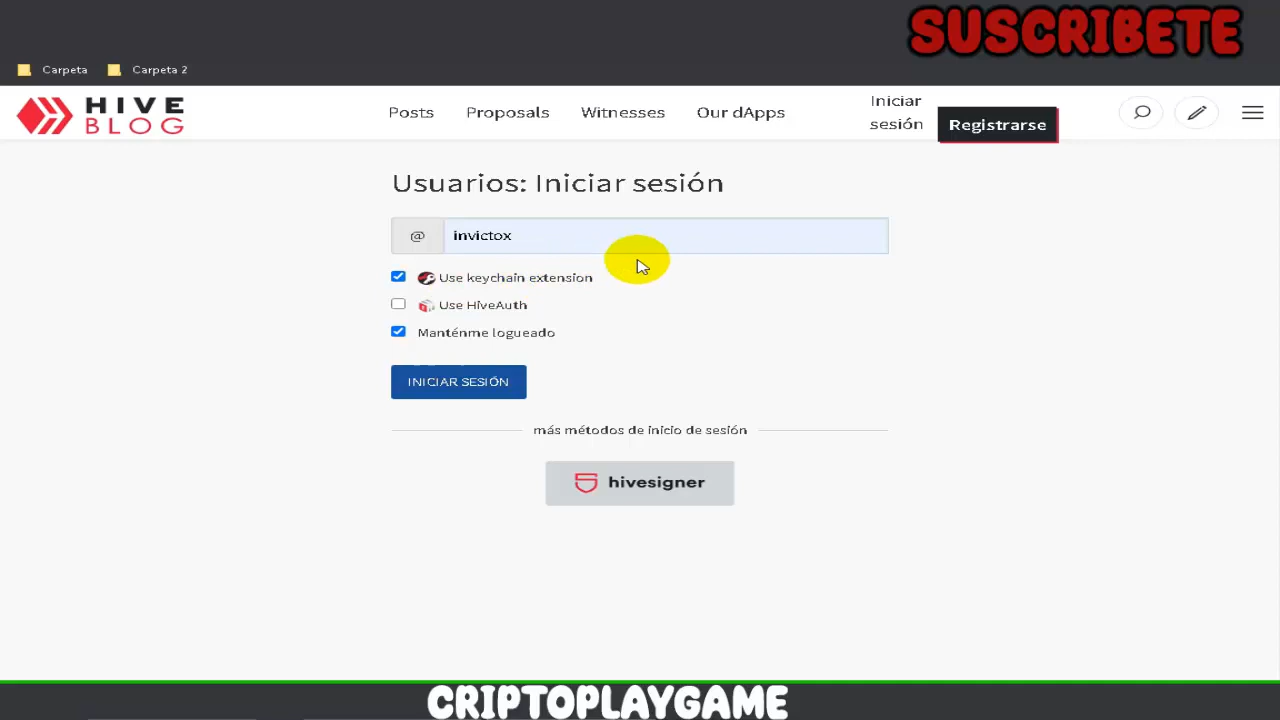 SUSCRIBETE
Carpeta
Carpeta 2
HIVE
BLOG
Posts
Proposals
Witnesses
Our dApps
Iniciar
sesión
Registrarse
Usuarios: Iniciar sesión
@ invictox
Use keychain extension
Use HiveAuth
Manténme logueado
INICIAR SESIÓN
más métodos de inicio de sesión
hivesigner
CRIPTOPLAYGAME